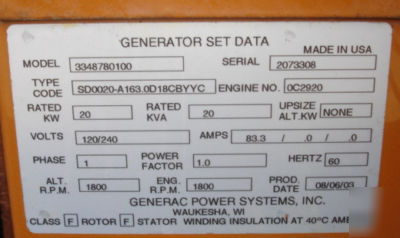 GENERATOR SET DATA
MADE IN USA
MODEL 3348780100 SERIAL 2073308
TYPE CODE SD0020-A163.0D18CBYYC ENGINE NO. 0C2920
RATED KW 20 RATED KVA 20 UPSIZE ALT.KW NONE
VOLTS 120/240 AMPS 83.3 / .0 / .0
PHASE 1 POWER FACTOR 1.0 HERTZ 60
ALT. R.P.M. 1800 ENG. R.P.M. 1800 PROD. DATE 08/06/03
GENERAC POWER SYSTEMS, INC.
WAUKESHA, WI
CLASS F ROTOR F STATOR WINDING INSULATION AT 40°C AMB